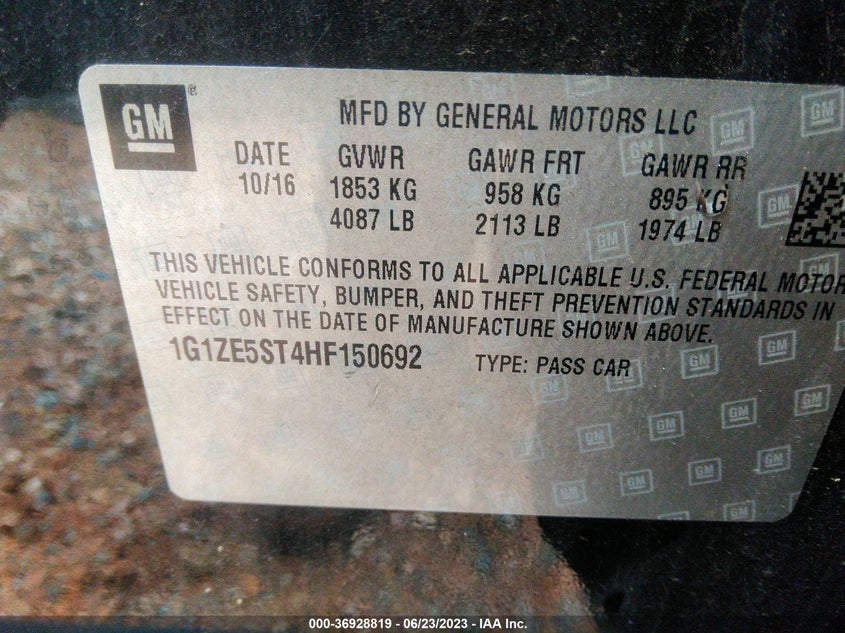 GM
MFD BY GENERAL MOTORS LLC
DATE GVWR GAWR FRT GAWR RR
10/16 1853 KG 958 KG 895 KG
4087 LB 2113 LB 1974 LB
THIS VEHICLE CONFORMS TO ALL APPLICABLE U.S. FEDERAL MOTOR
VEHICLE SAFETY, BUMPER, AND THEFT PREVENTION STANDARDS IN
EFFECT ON THE DATE OF MANUFACTURE SHOWN ABOVE.
1G1ZE5ST4HF150692 TYPE: PASS CAR
000-36928819 - 06/23/2023 - IAA Inc.